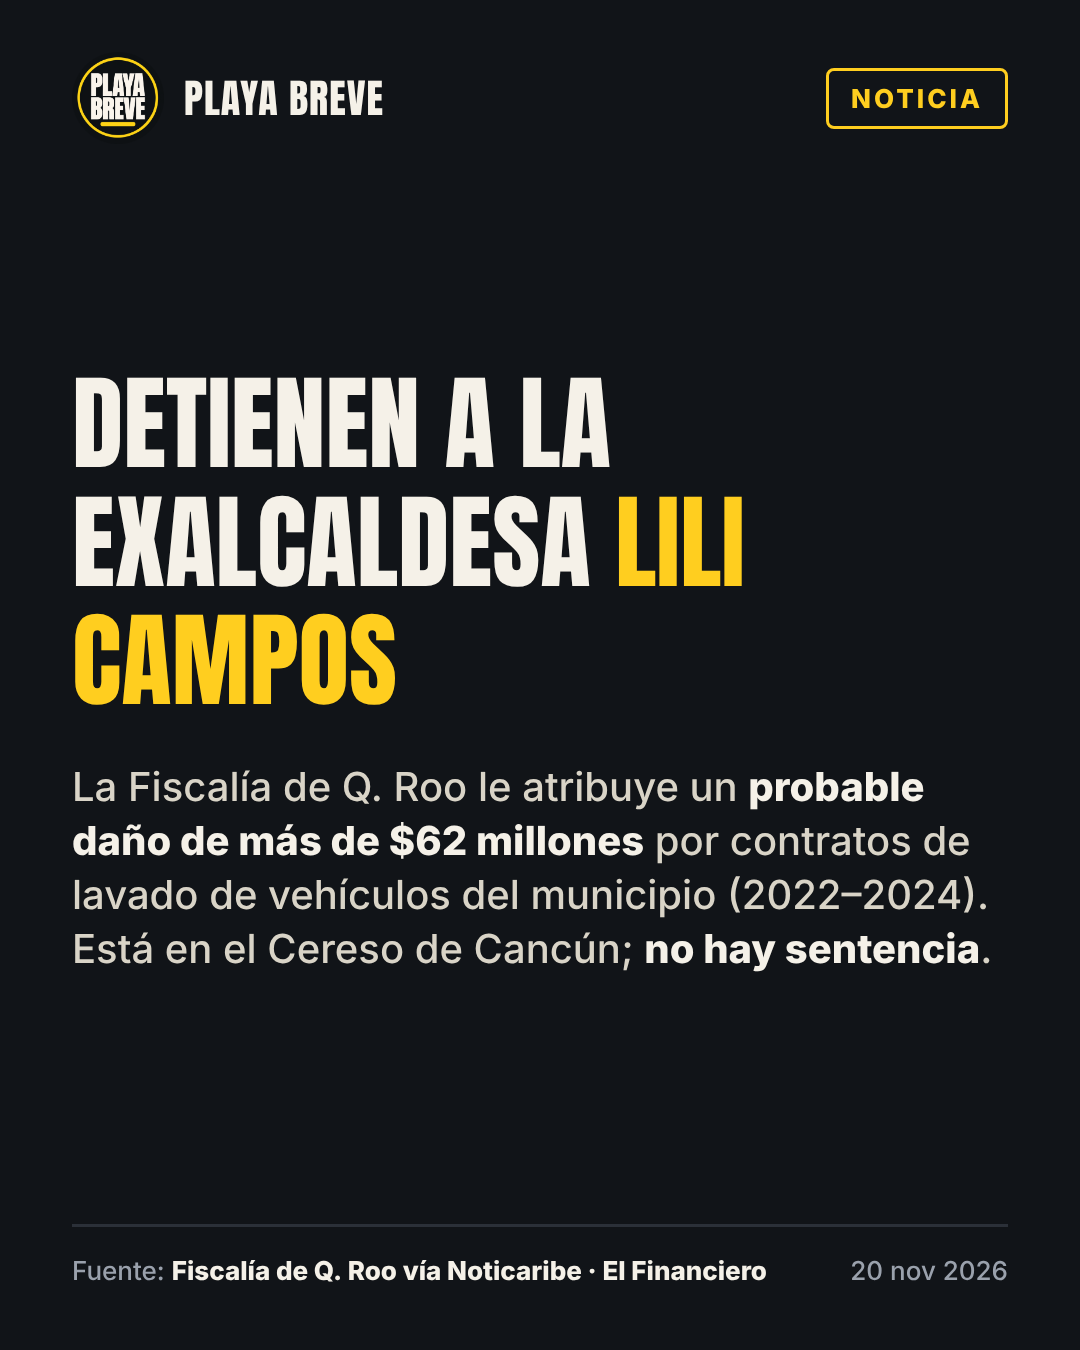 PLAYA
BREVE
PLAYA BREVE
NOTICIA
DETIENEN A LA
EXALCALDESA LILI
CAMPOS
La Fiscalía de Q. Roo le atribuye un probable
daño de más de $62 millones por contratos de
lavado de vehículos del municipio (2022–2024).
Está en el Cereso de Cancún; no hay sentencia.
Fuente: Fiscalía de Q. Roo vía Noticaribe · El Financiero
20 nov 2026